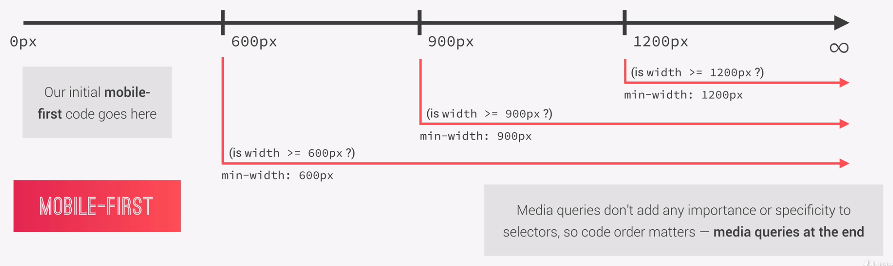 0px 600px 900px 1200px ∞
(is width >= 1200px ?)
min-width: 1200px
Our initial mobile-
first code goes here
(is width >= 900px ?)
min-width: 900px
(is width >= 600px ?)
min-width: 600px
MOBILE-FIRST
Media queries don't add any importance or specificity to
selectors, so code order matters — media queries at the end